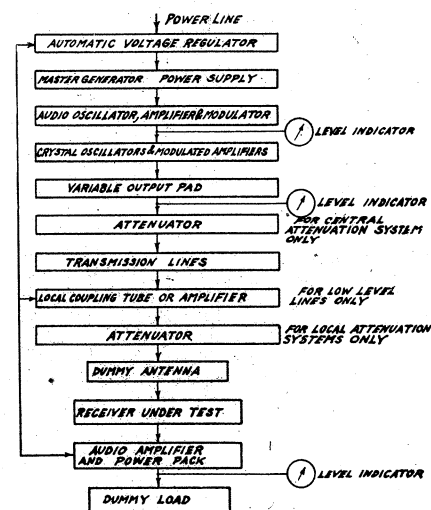 POWER LINE
AUTOMATIC VOLTAGE REGULATOR
MASTER GENERATOR POWER SUPPLY
AUDIO OSCILLATOR, AMPLIFIER & MODULATOR
LEVEL INDICATOR
CRYSTAL OSCILLATORS & MODULATED AMPLIFIERS
VARIABLE OUTPUT PAD
LEVEL INDICATOR
ATTENUATOR
FOR CENTRAL
ATTENUATION SYSTEM
ONLY
TRANSMISSION LINES
LOCAL COUPLING TUBE OR AMPLIFIER
FOR LOW LEVEL
LINES ONLY
ATTENUATOR
FOR LOCAL ATTENUATION
SYSTEMS ONLY
DUMMY ANTENNA
RECEIVER UNDER TEST
AUDIO AMPLIFIER
AND POWER PACK
LEVEL INDICATOR
DUMMY LOAD